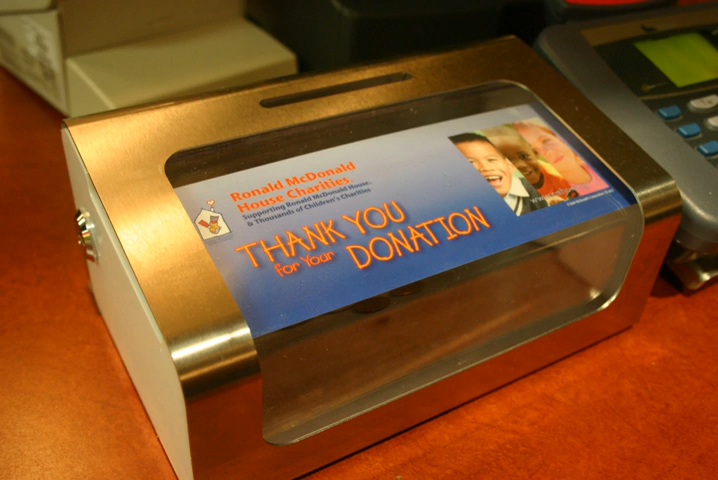 Ronald McDonald
House Charities
Supporting Ronald McDonald House
& Thousands of Children's Charities
THANK YOU
for Your DONATION